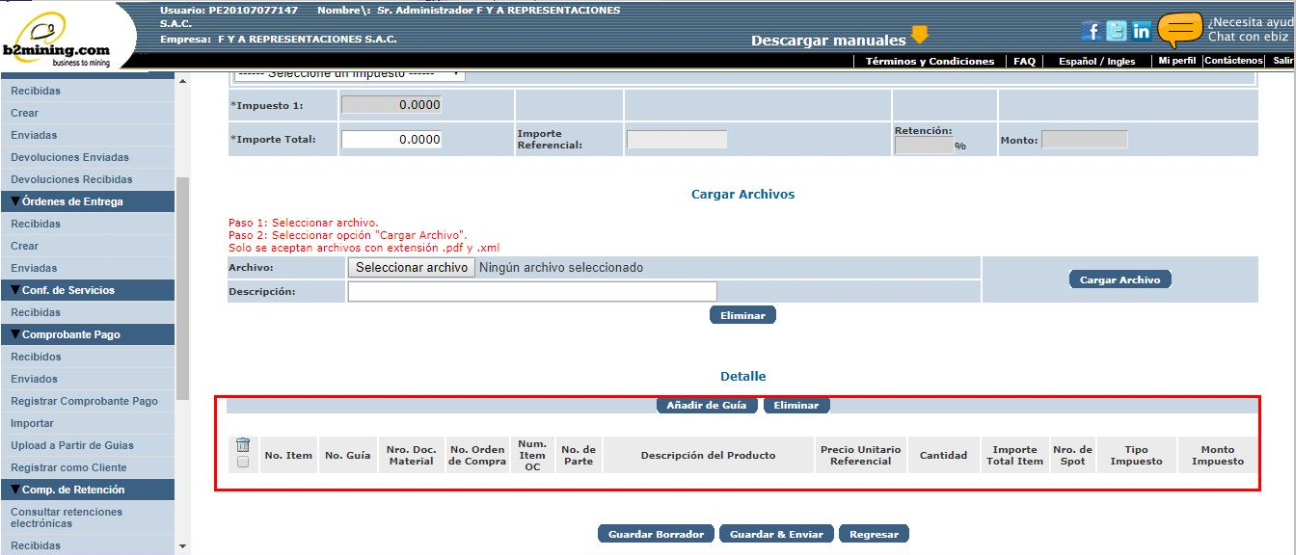 Usuario: PE20107077147 Nombre\: Sr. Administrador F Y A REPRESENTACIONES
S.A.C.
Empresa: F Y A REPRESENTACIONES S.A.C.
b2mining.com
business to mining
Descargar manuales
f
in
¿Necesita ayud
Chat con ebiz
Términos y Condiciones | FAQ | Español / Ingles | Mi perfil |Contáctenos| Salir
Recibidas
Crear
Enviadas
Devoluciones Enviadas
Devoluciones Recibidas
Órdenes de Entrega
Recibidas
Crear
Enviadas
Conf. de Servicios
Recibidas
Comprobante Pago
Recibidos
Enviados
Registrar Comprobante Pago
Importar
Upload a Partir de Guias
Registrar como Cliente
Comp. de Retención
Consultar retenciones
electrónicas
Recibidas
------ Seleccione un impuesto ------
*Impuesto 1: 0.0000
*Importe Total: 0.0000
Importe
Referencial:
Retención:
%
Monto:
Cargar Archivos
Paso 1: Seleccionar archivo.
Paso 2: Seleccionar opción "Cargar Archivo".
Solo se aceptan archivos con extensión .pdf y .xml
Archivo: Seleccionar archivo Ningún archivo seleccionado
Descripción:
Cargar Archivo
Eliminar
Detalle
Añadir de Guía Eliminar
No. Item
No. Guía
Nro. Doc.
Material
No. Orden
de Compra
Num.
Item
OC
No. de
Parte
Descripción del Producto
Precio Unitario
Referencial
Cantidad
Importe
Total Item
Nro. de
Spot
Tipo
Impuesto
Monto
Impuesto
Guardar Borrador Guardar & Enviar Regresar